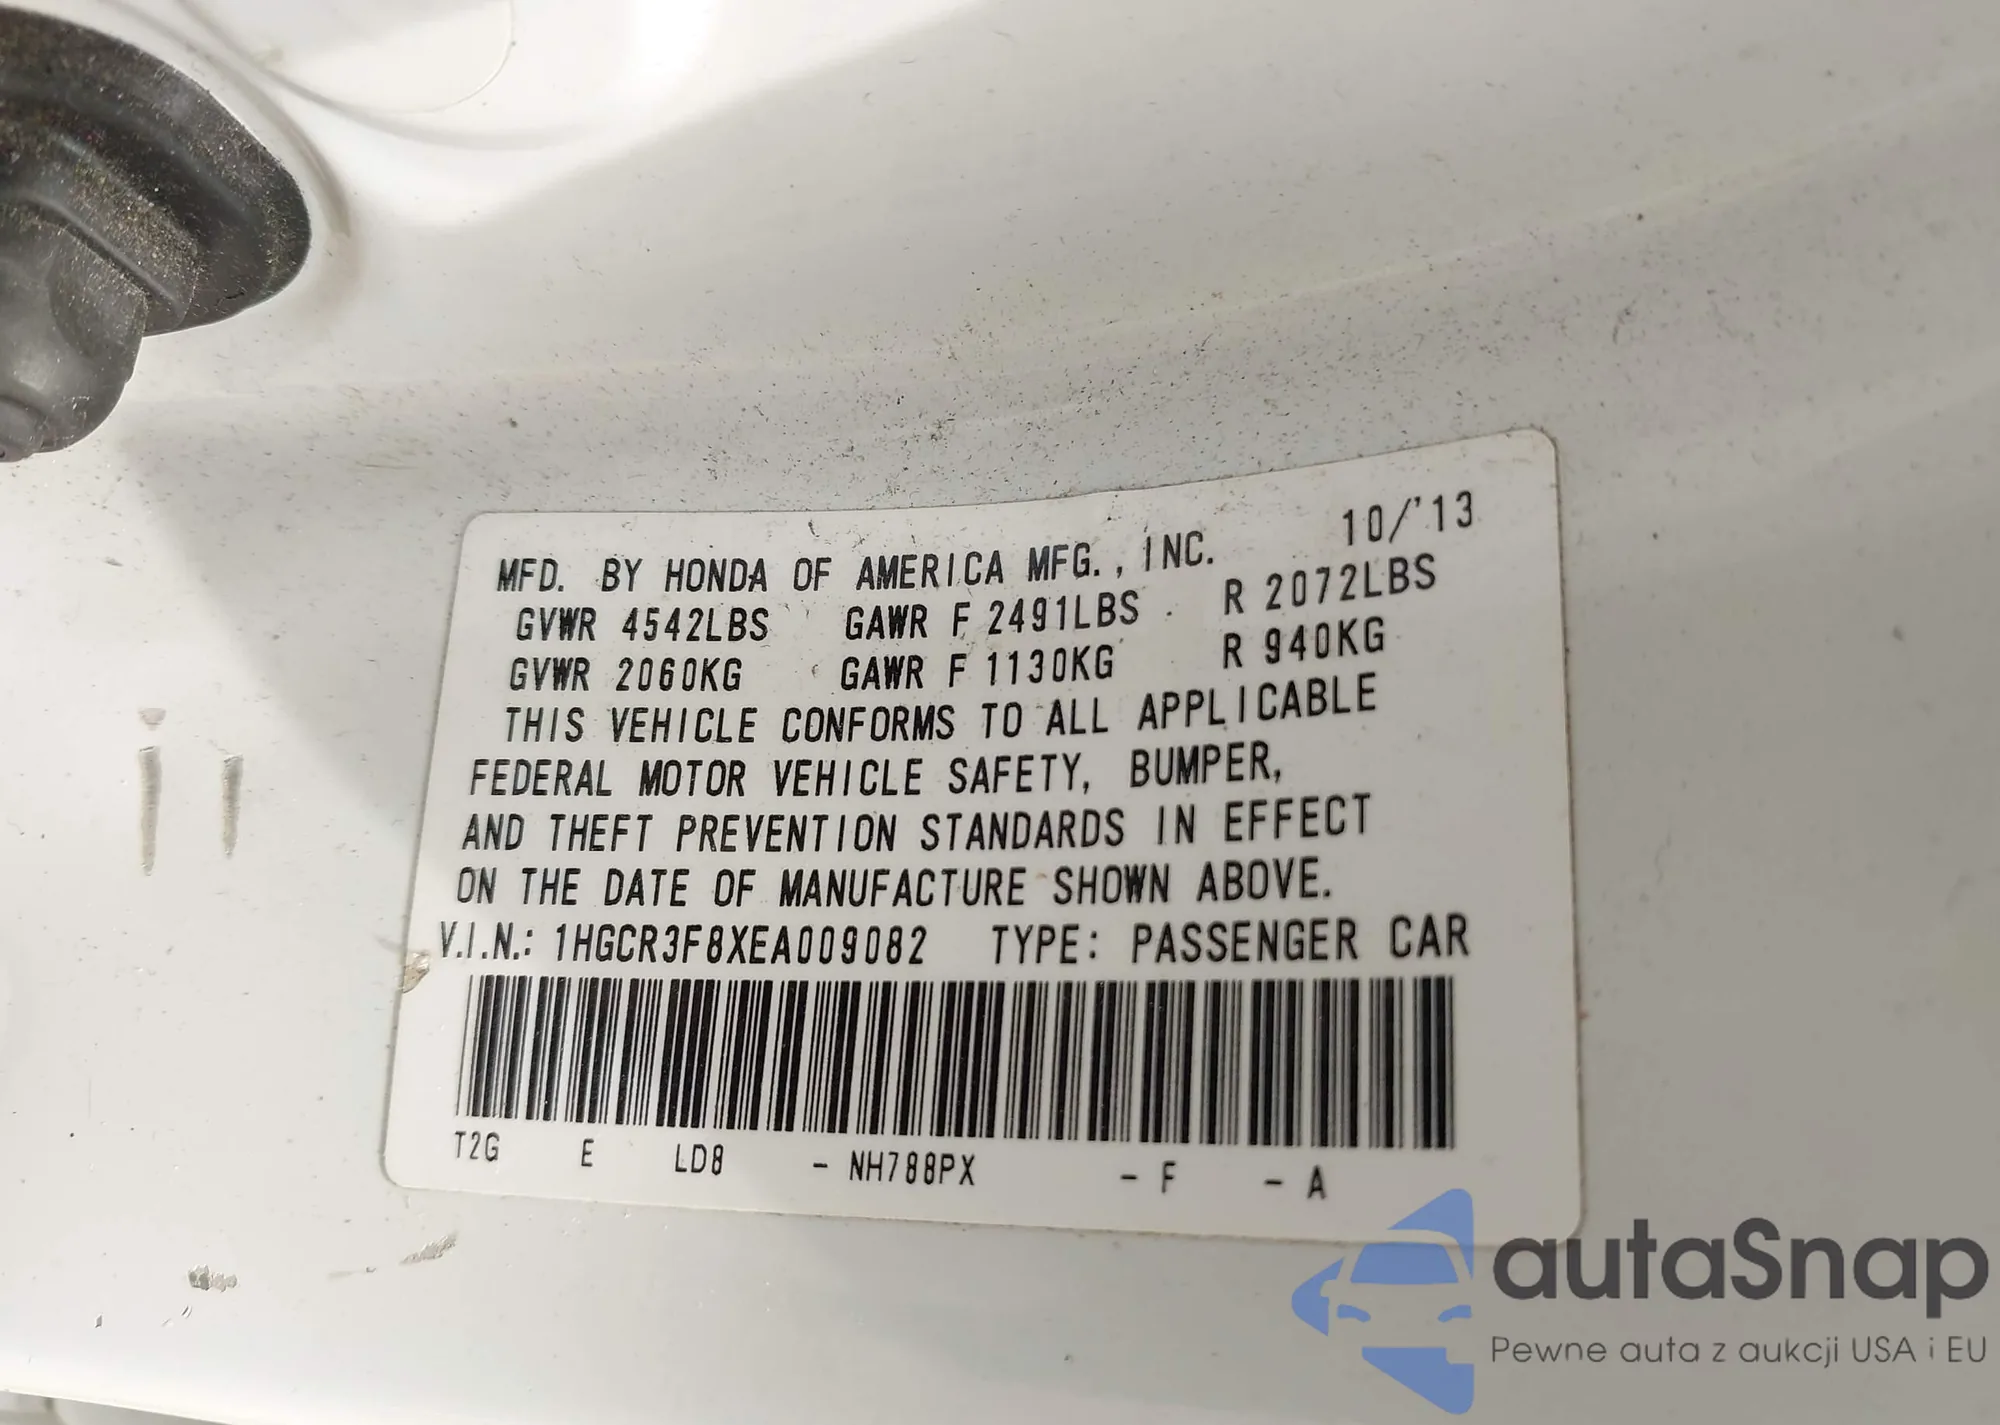 MFD. BY HONDA OF AMERICA MFG., INC. 10/'13
GVWR 4542LBS GAWR F 2491LBS R 2072LBS
GVWR 2060KG GAWR F 1130KG R 940KG
THIS VEHICLE CONFORMS TO ALL APPLICABLE
FEDERAL MOTOR VEHICLE SAFETY, BUMPER,
AND THEFT PREVENTION STANDARDS IN EFFECT
ON THE DATE OF MANUFACTURE SHOWN ABOVE.
V.I.N.: 1HGCR3F8XEA009082 TYPE: PASSENGER CAR
T2G E LD8 - NH788PX - F - A
autaSnap
Pewne auta z aukcji USA i EU